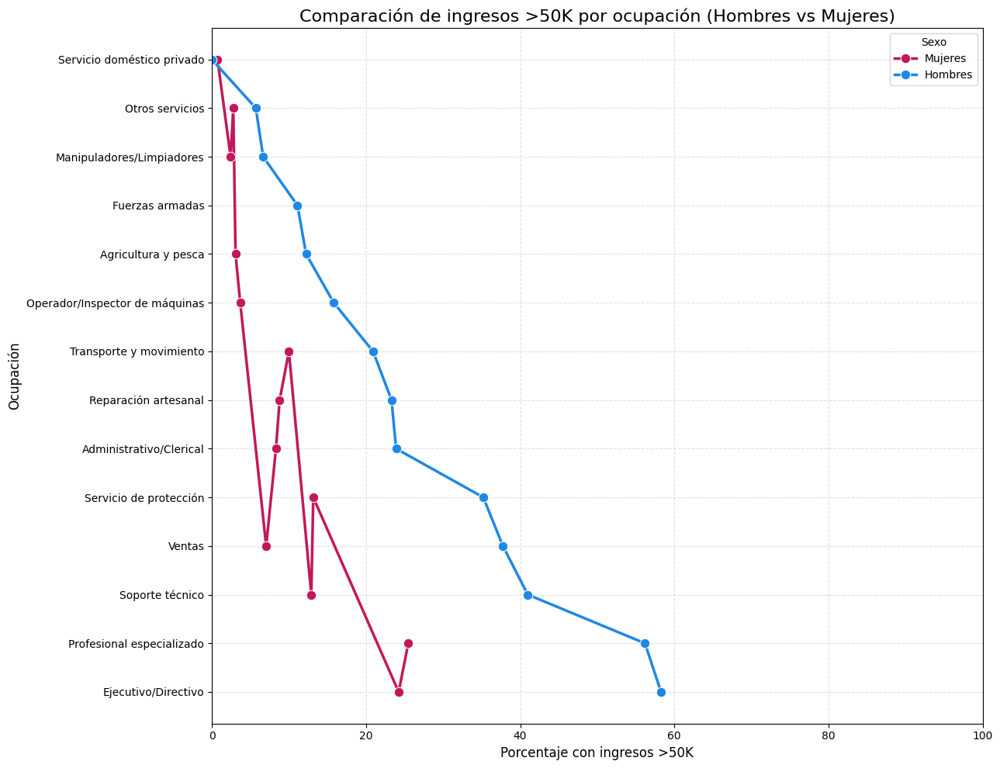 Comparación de ingresos >50K por ocupación (Hombres vs Mujeres)
Sexo
Mujeres
Hombres
Servicio doméstico privado
Otros servicios
Manipuladores/Limpiadores
Fuerzas armadas
Agricultura y pesca
Operador/Inspector de máquinas
Transporte y movimiento
Reparación artesanal
Administrativo/Clerical
Servicio de protección
Ventas
Soporte técnico
Profesional especializado
Ejecutivo/Directivo
Ocupación
0 20 40 60 80 100
Porcentaje con ingresos >50K